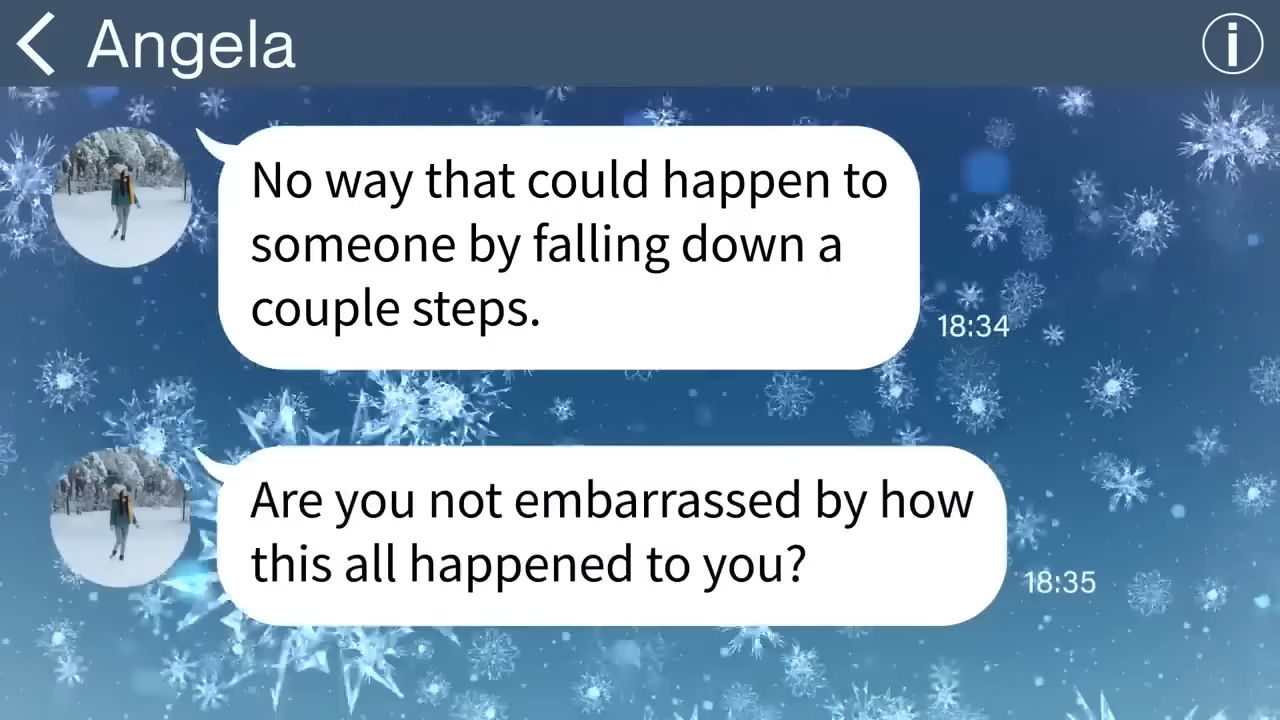 Angela
i
No way that could happen to
someone by falling down a
couple steps.
18:34
Are you not embarrassed by how
this all happened to you?
18:35